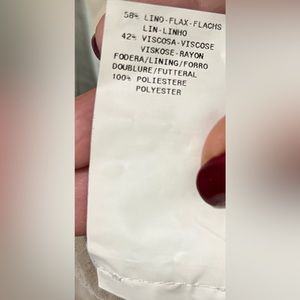 58% LINO-FLAX-FLACHS
LIN-LINHO
42% VISCOSA-VISCOSE
VISKOSE-RAYON
FODERA/LINING/FORRO
DOUBLURE/FUTTERAL
100% POLIESTERE
POLYESTER